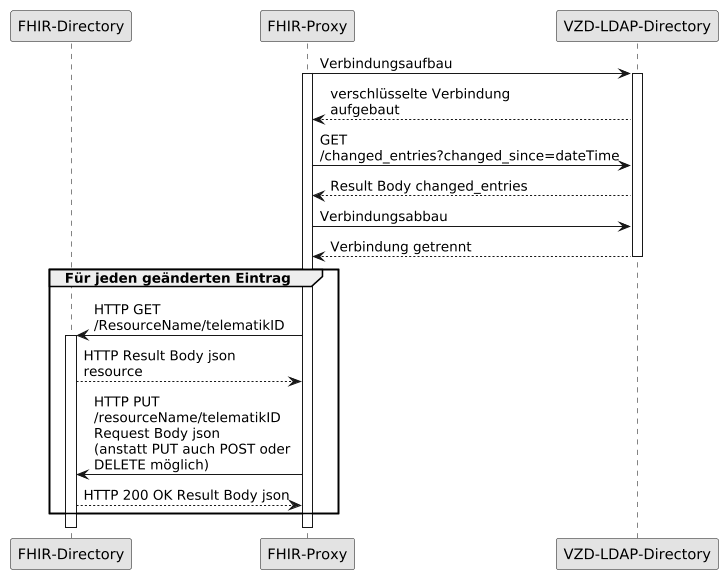 FHIR-Directory
FHIR-Proxy
VZD-LDAP-Directory
Verbindungsaufbau
verschlüsselte Verbindung
aufgebaut
GET
/changed_entries?changed_since=dateTime
Result Body changed_entries
Verbindungsabbau
Verbindung getrennt
Für jeden geänderten Eintrag
HTTP GET
/ResourceName/telematikID
HTTP Result Body json
resource
HTTP PUT
/resourceName/telematikID
Request Body json
(anstatt PUT auch POST oder
DELETE möglich)
HTTP 200 OK Result Body json
FHIR-Directory
FHIR-Proxy
VZD-LDAP-Directory